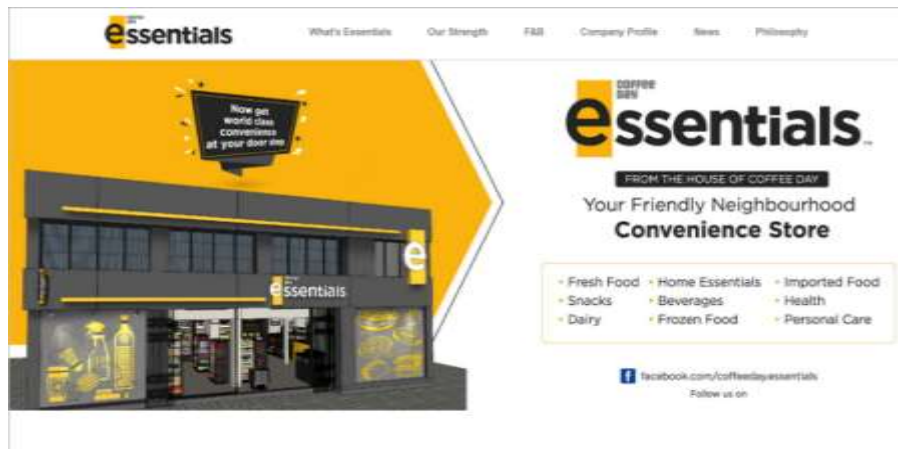 COFFEE DAY essentials
What's Essentials Our Strength F&B Company Profile News Philosophy
Now get
world class
convenience
at your door step
e
essentials
COFFEE
DAY
essentials
FROM THE HOUSE OF COFFEE DAY
Your Friendly Neighbourhood
Convenience Store
• Fresh Food • Home Essentials • Imported Food
• Snacks • Beverages • Health
• Dairy • Frozen Food • Personal Care
facebook.com/coffeeday.essentials
Follow us on